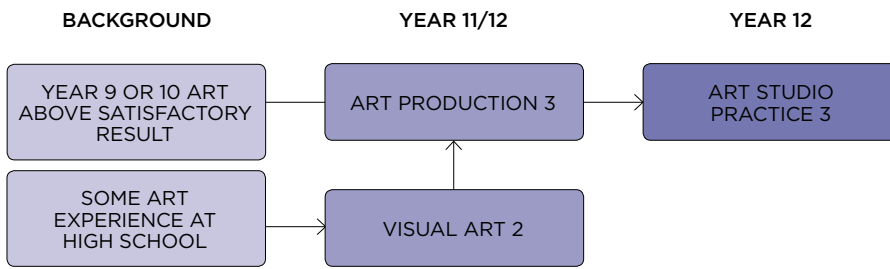 BACKGROUND
YEAR 11/12
YEAR 12
YEAR 9 OR 10 ART
ABOVE SATISFACTORY
RESULT
ART PRODUCTION 3
ART STUDIO
PRACTICE 3
SOME ART
EXPERIENCE AT
HIGH SCHOOL
VISUAL ART 2